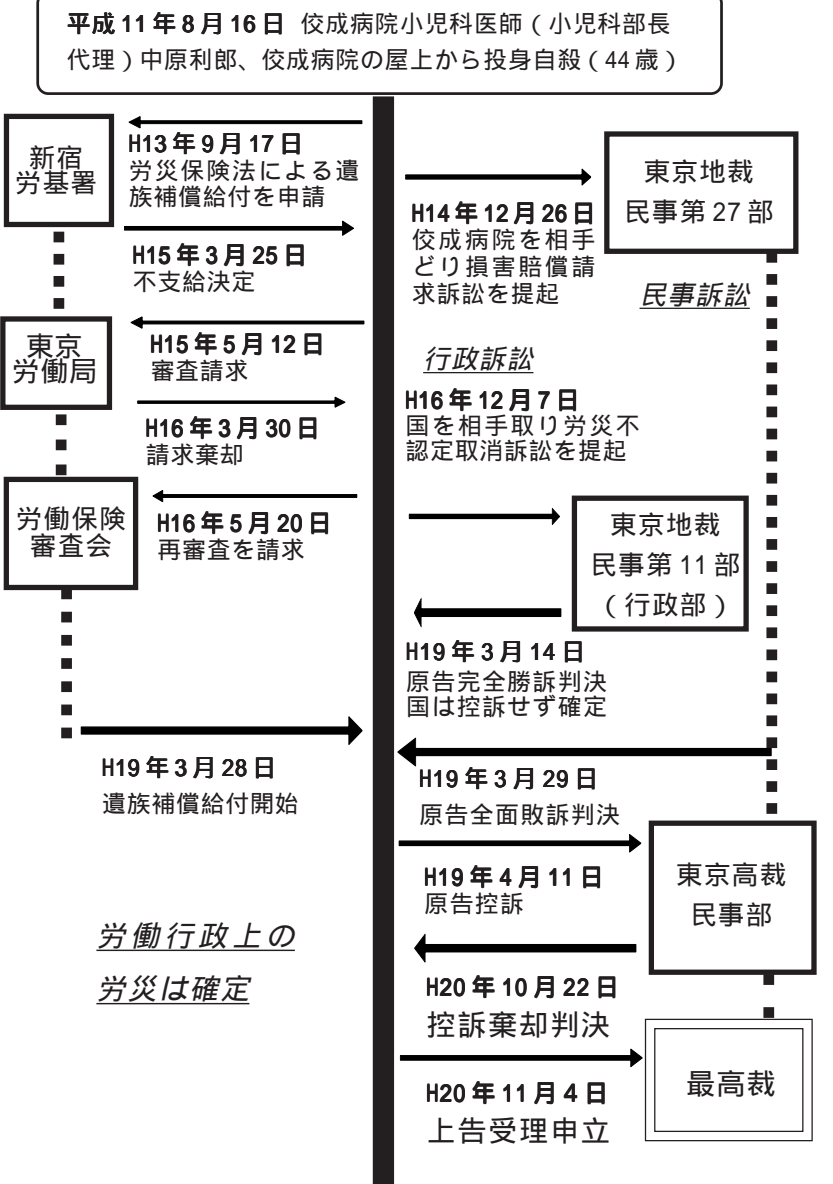 平成11年8月16日 佼成病院小児科医師（小児科部長
代理）中原利郎、佼成病院の屋上から投身自殺（44歳）
新宿
労基署
H13年9月17日
労災保険法による遺
族補償給付を申請
H15年3月25日
不支給決定
東京
労働局
H15年5月12日
審査請求
H16年3月30日
請求棄却
労働保険
審査会
H16年5月20日
再審査を請求
H19年3月28日
遺族補償給付開始
労働行政上の
労災は確定
東京地裁
民事第27部
H14年12月26日
佼成病院を相手
どり損害賠償請
求訴訟を提起
民事訴訟
行政訴訟
H16年12月7日
国を相手取り労災不
認定取消訴訟を提起
東京地裁
民事第11部
（行政部）
H19年3月14日
原告完全勝訴判決
国は控訴せず確定
H19年3月29日
原告全面敗訴判決
東京高裁
民事部
H19年4月11日
原告控訴
H20年10月22日
控訴棄却判決
最高裁
H20年11月4日
上告受理申立